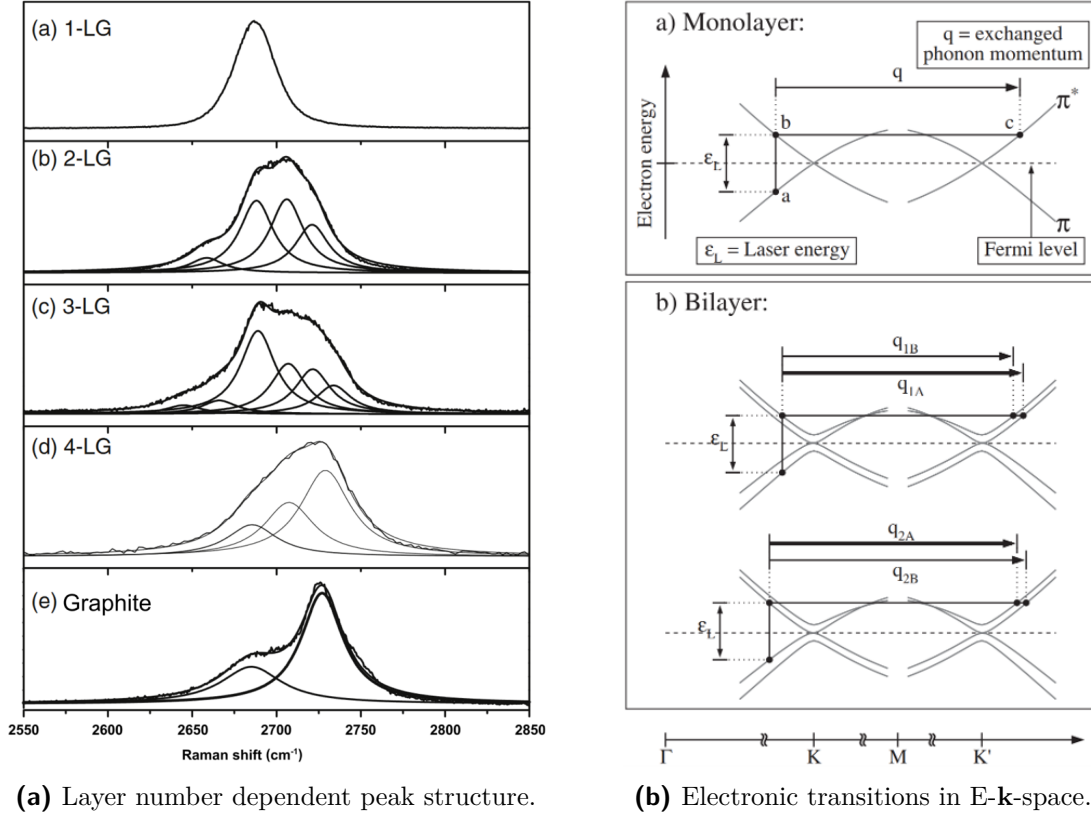 (a) 1-LG
(b) 2-LG
(c) 3-LG
(d) 4-LG
(e) Graphite
2550 2600 2650 2700 2750 2800 2850
Raman shift (cm⁻¹)
(a) Layer number dependent peak structure.
a) Monolayer:
q = exchanged
phonon momentum
q
π*
b
c
εL
a
Electron energy
π
εL = Laser energy
Fermi level
b) Bilayer:
q1B
q1A
εL
q2A
q2B
εL
Γ K M K'
(b) Electronic transitions in E-k-space.